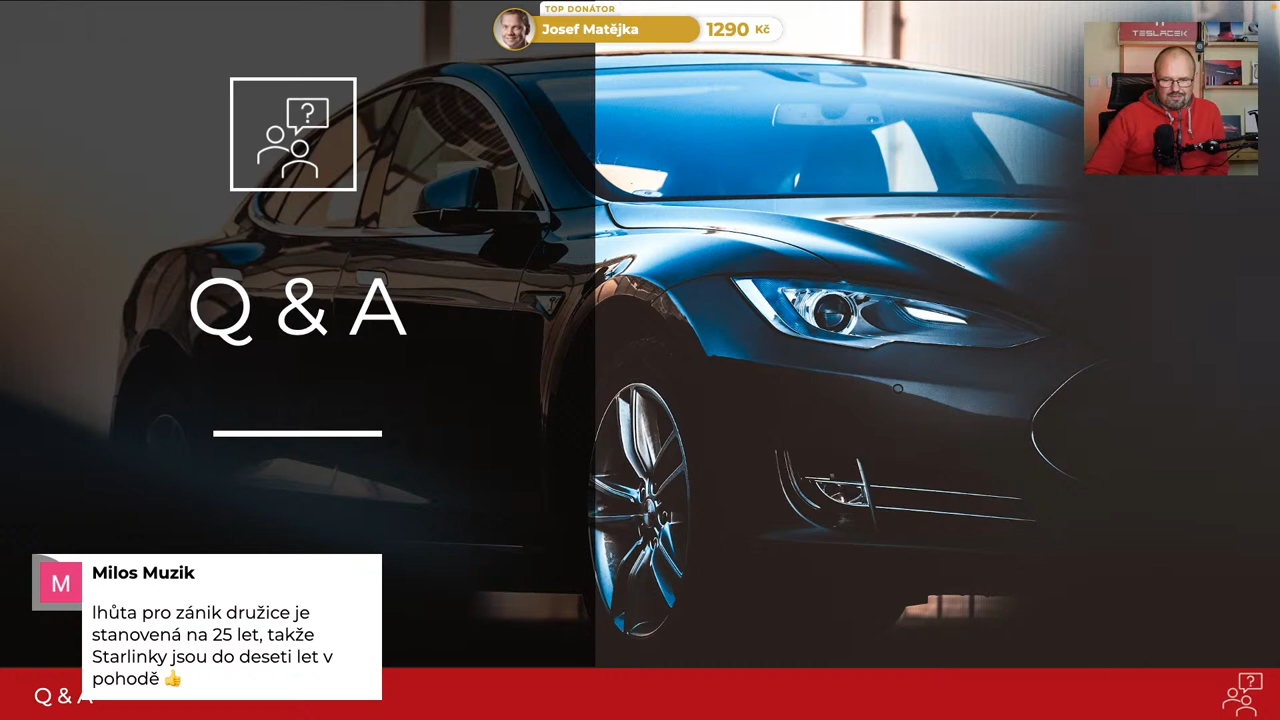 TOP DONÁTOR
Josef Matějka
1290 Kč
TESLÁČEK
?
Q & A
M
Milos Muzik
lhůta pro zánik družice je
stanovená na 25 let, takže
Starlinky jsou do deseti let v
pohodě 👍
Q & A
?